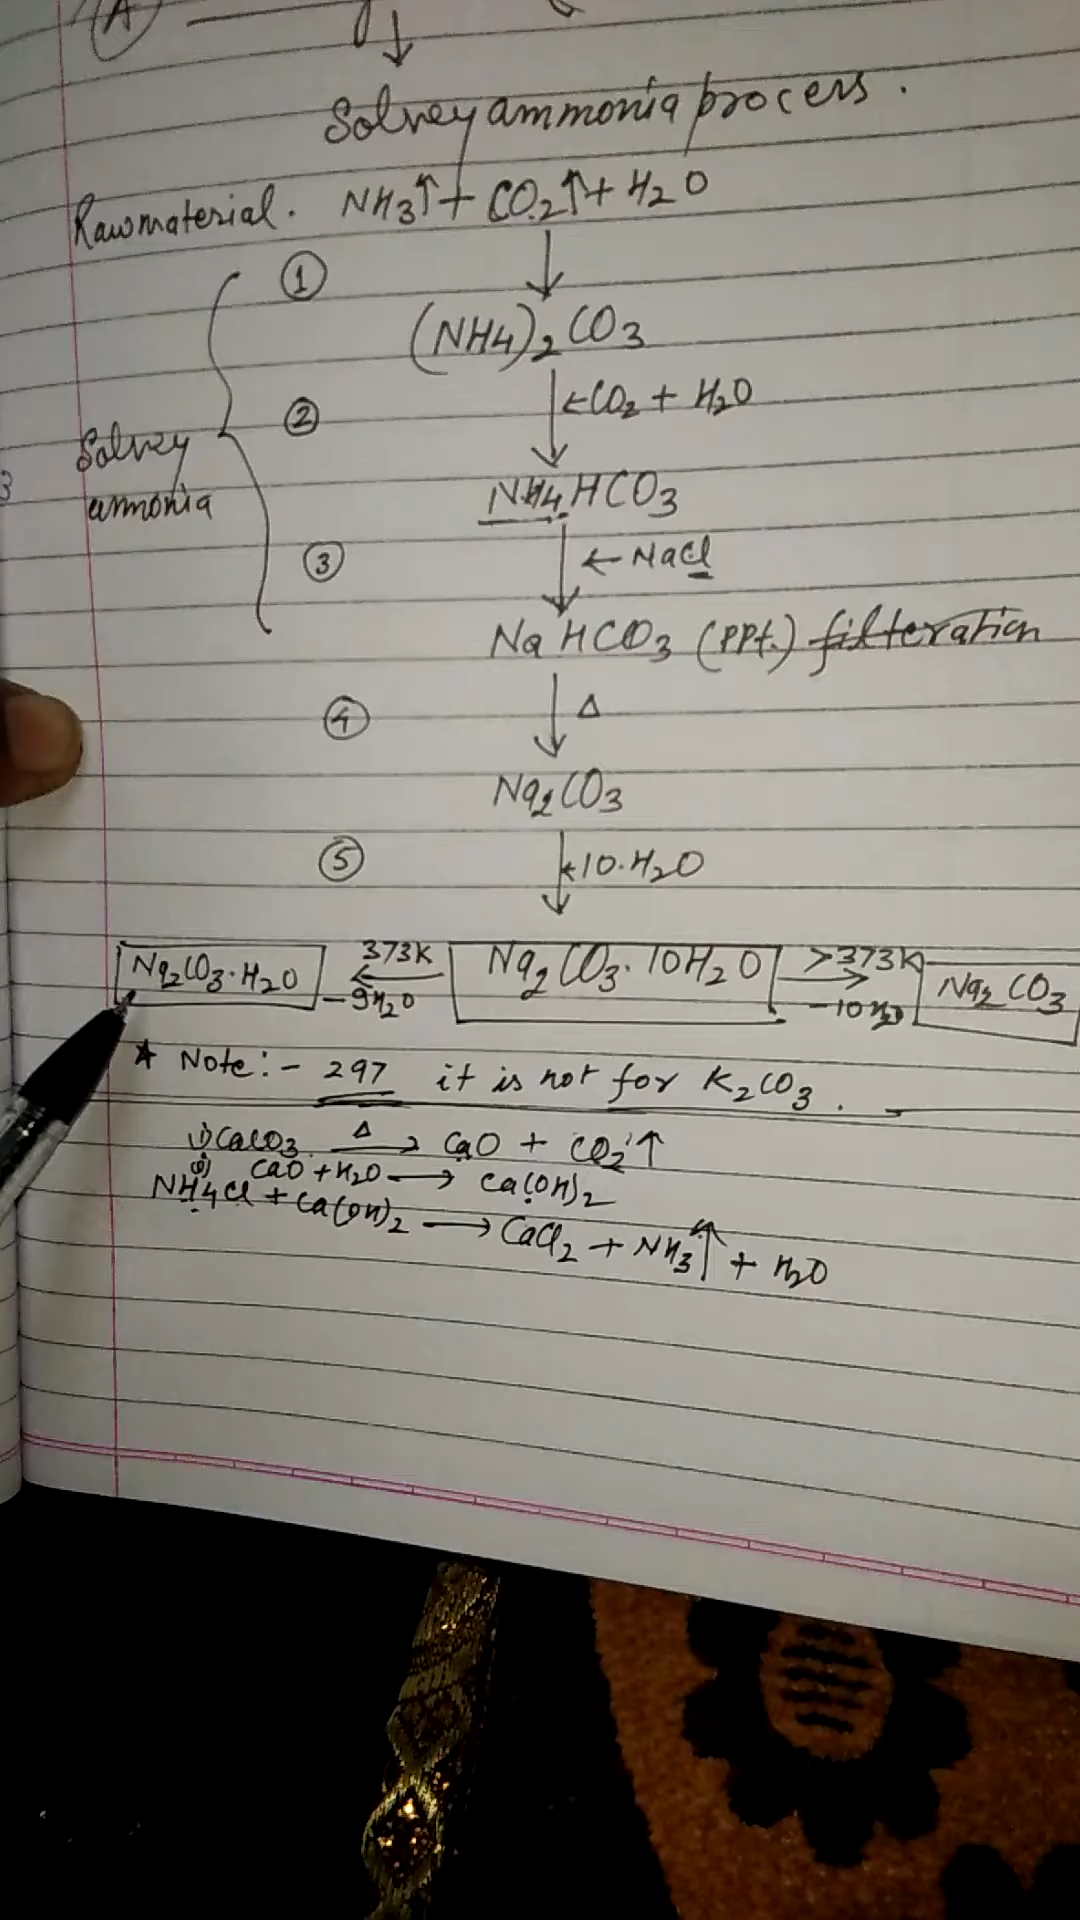 (A)
Solvey ammonia process.
Raw material. NH3↑ + CO2↑ + H2O
①
(NH4)2CO3
② ←CO2 + H2O
Solvey
ammonia
NH4HCO3
③ ← NaCl
NaHCO3 (PPt.) filteration
④ Δ
Na2CO3
⑤ ←10·H2O
Na2CO3·H2O ← 373K -9H2O Na2CO3·10H2O >373K → -10H2O Na2CO3
★ Note:- 297 it is not for K2CO3.
i) CaCO3 Δ → CaO + CO2↑
CaO + H2O → Ca(OH)2
NH4Cl + Ca(OH)2 → CaCl2 + NH3↑ + H2O